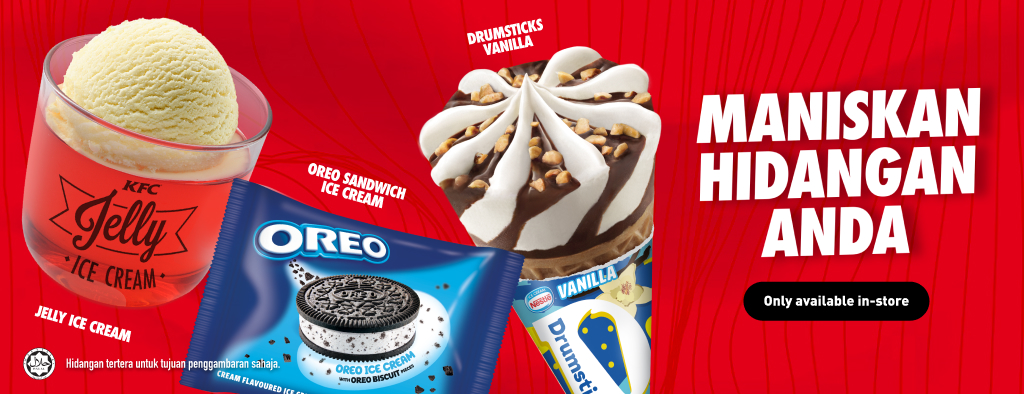 DRUMSTICKS
VANILLA
MANISKAN
HIDANGAN
ANDA
Only available in-store
OREO SANDWICH
ICE CREAM
KFC
Jelly
ICE CREAM
JELLY ICE CREAM
OREO
OREO ICE CREAM
WITH OREO BISCUIT PIECES
CREAM FLAVOURED ICE
Nestlé
VANILLA
Drumsti
Hidangan tertera untuk tujuan penggambaran sahaja.